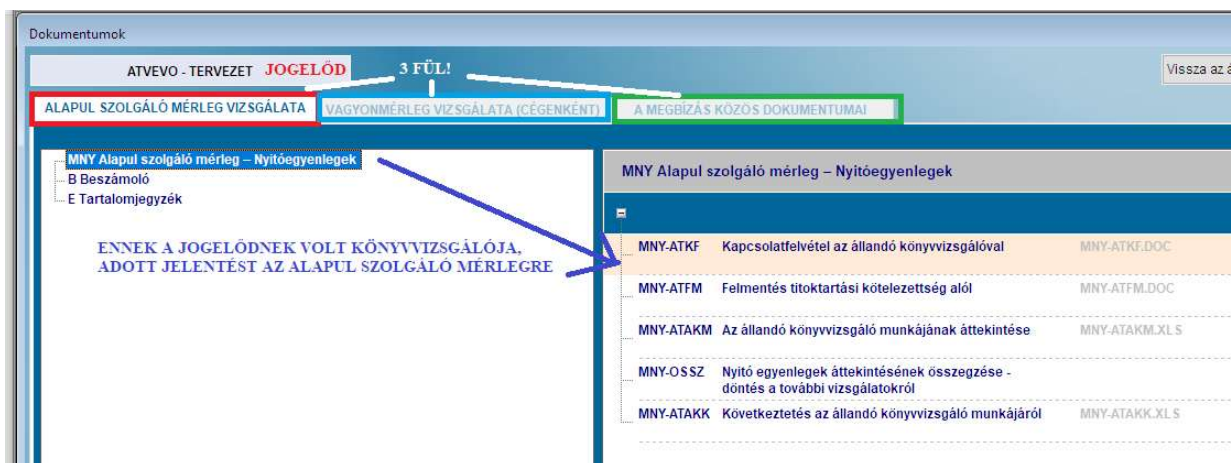 Dokumentumok
ATVEVO - TERVEZET JOGELŐD 3 FÜL!
Vissza az á
ALAPUL SZOLGÁLÓ MÉRLEG VIZSGÁLATA VAGYONMÉRLEG VIZSGÁLATA (CÉGENKÉNT) A MEGBÍZÁS KÖZÖS DOKUMENTUMAI
MNY Alapul szolgáló mérleg – Nyitóegyenlegek
B Beszámoló
E Tartalomjegyzék
ENNEK A JOGELŐDNEK VOLT KÖNYVVIZSGÁLÓJA,
ADOTT JELENTÉST AZ ALAPUL SZOLGÁLÓ MÉRLEGRE
MNY Alapul szolgáló mérleg – Nyitóegyenlegek
MNY-ATKF Kapcsolatfelvétel az állandó könyvvizsgálóval MNY-ATKF.DOC
MNY-ATFM Felmentés titoktartási kötelezettség alól MNY-ATFM.DOC
MNY-ATAKM Az állandó könyvvizsgáló munkájának áttekintése MNY-ATAKM.XLS
MNY-OSSZ Nyitó egyenlegek áttekintésének összegzése -
döntés a további vizsgálatokról
MNY-ATAKK Következtetés az állandó könyvvizsgáló munkájáról MNY-ATAKK.XLS